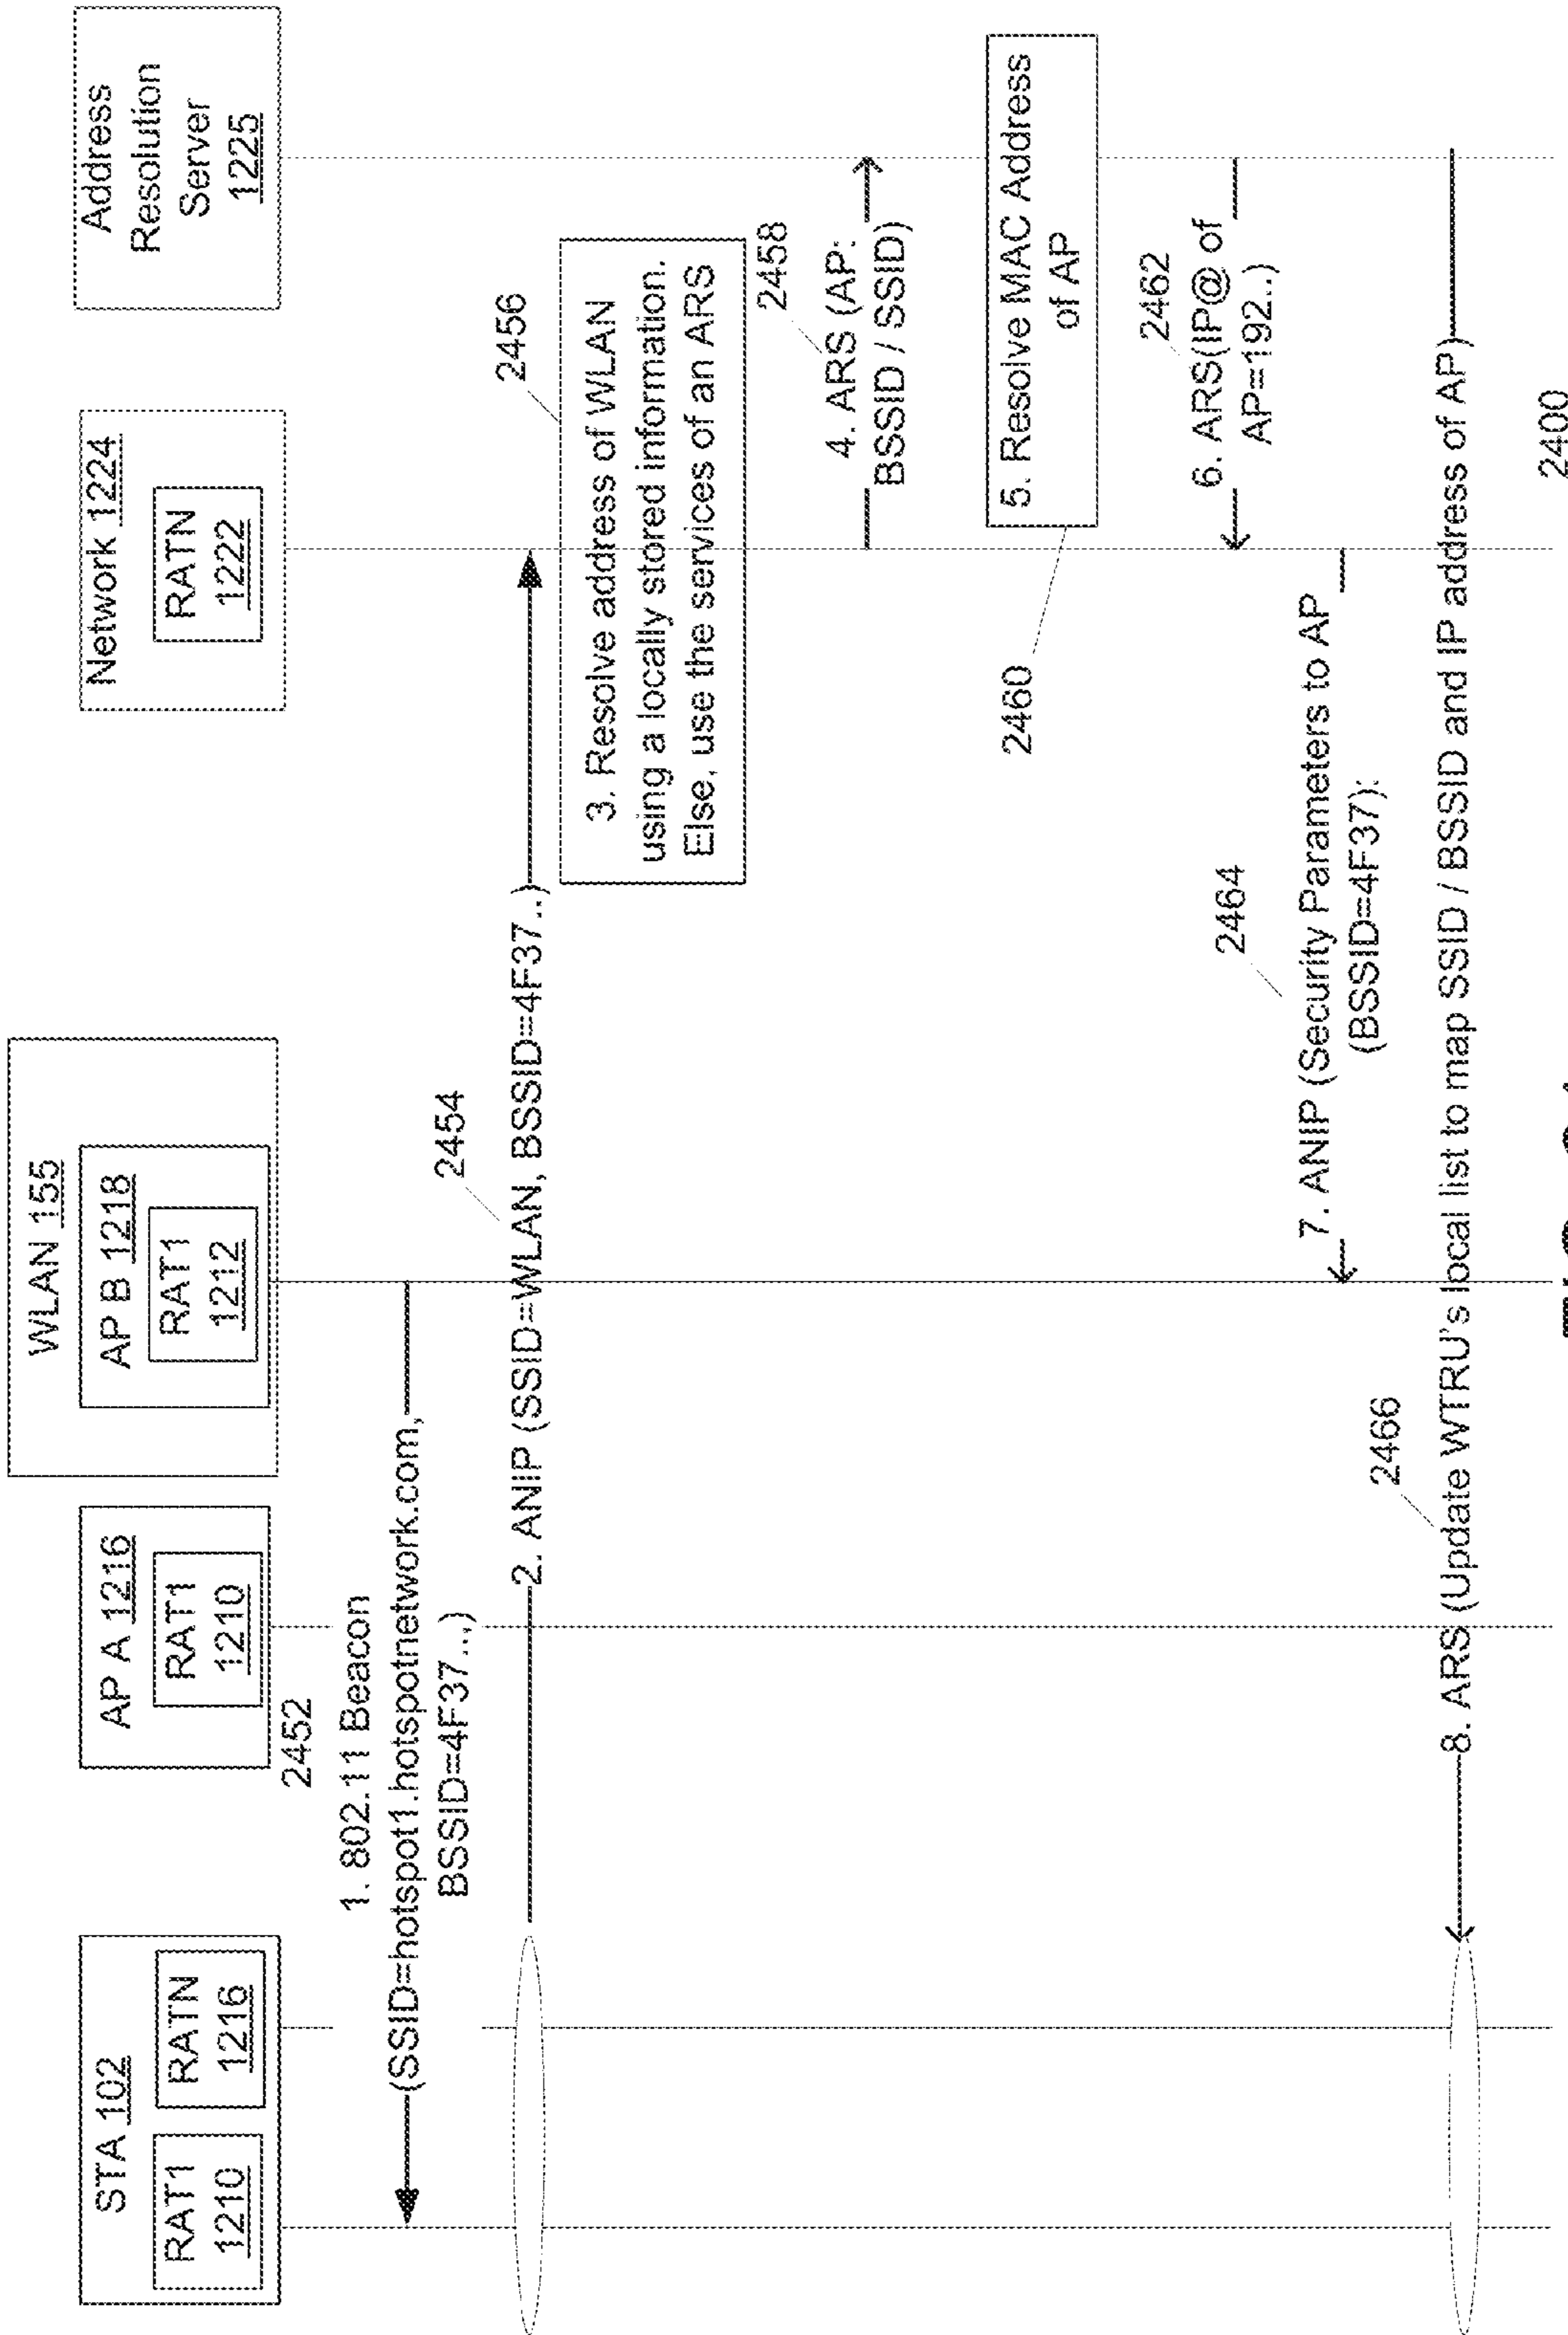 STA 102
RAT1
1210
RATN
1216
AP A 1216
RAT1
1210
WLAN 155
AP B 1218
RAT1
1212
Network 1224
RATN
1222
Address
Resolution
Server
1225
2452
1. 802.11 Beacon
(SSID=hotspot1.hotspotnetwork.com,
BSSID=4F37...)
2454
2. ANIP (SSID=WLAN, BSSID=4F37..)
2456
3. Resolve address of WLAN
using a locally stored information.
Else, use the services of an ARS
2458
4. ARS (AP:
BSSID / SSID)
5. Resolve MAC Address
of AP
2460
2462
6. ARS(IP@ of
AP=192..)
2464
7. ANIP (Security Parameters to AP
(BSSID=4F37):
2466
8. ARS (Update WTRU's local list to map SSID / BSSID and IP address of AP)
2400